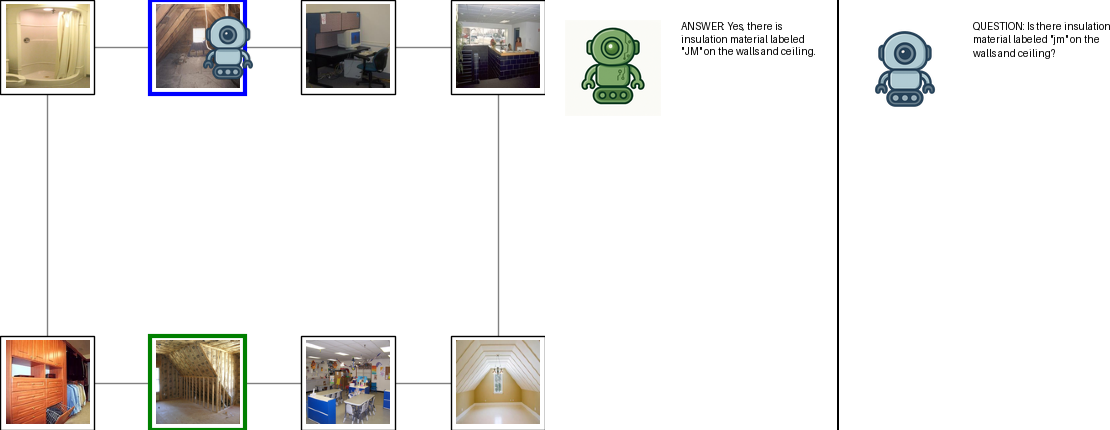 ANSWER: Yes, there is
insulation material labeled
"JM" on the walls and ceiling.
QUESTION: Is there insulation
material labeled "jm" on the
walls and ceiling?